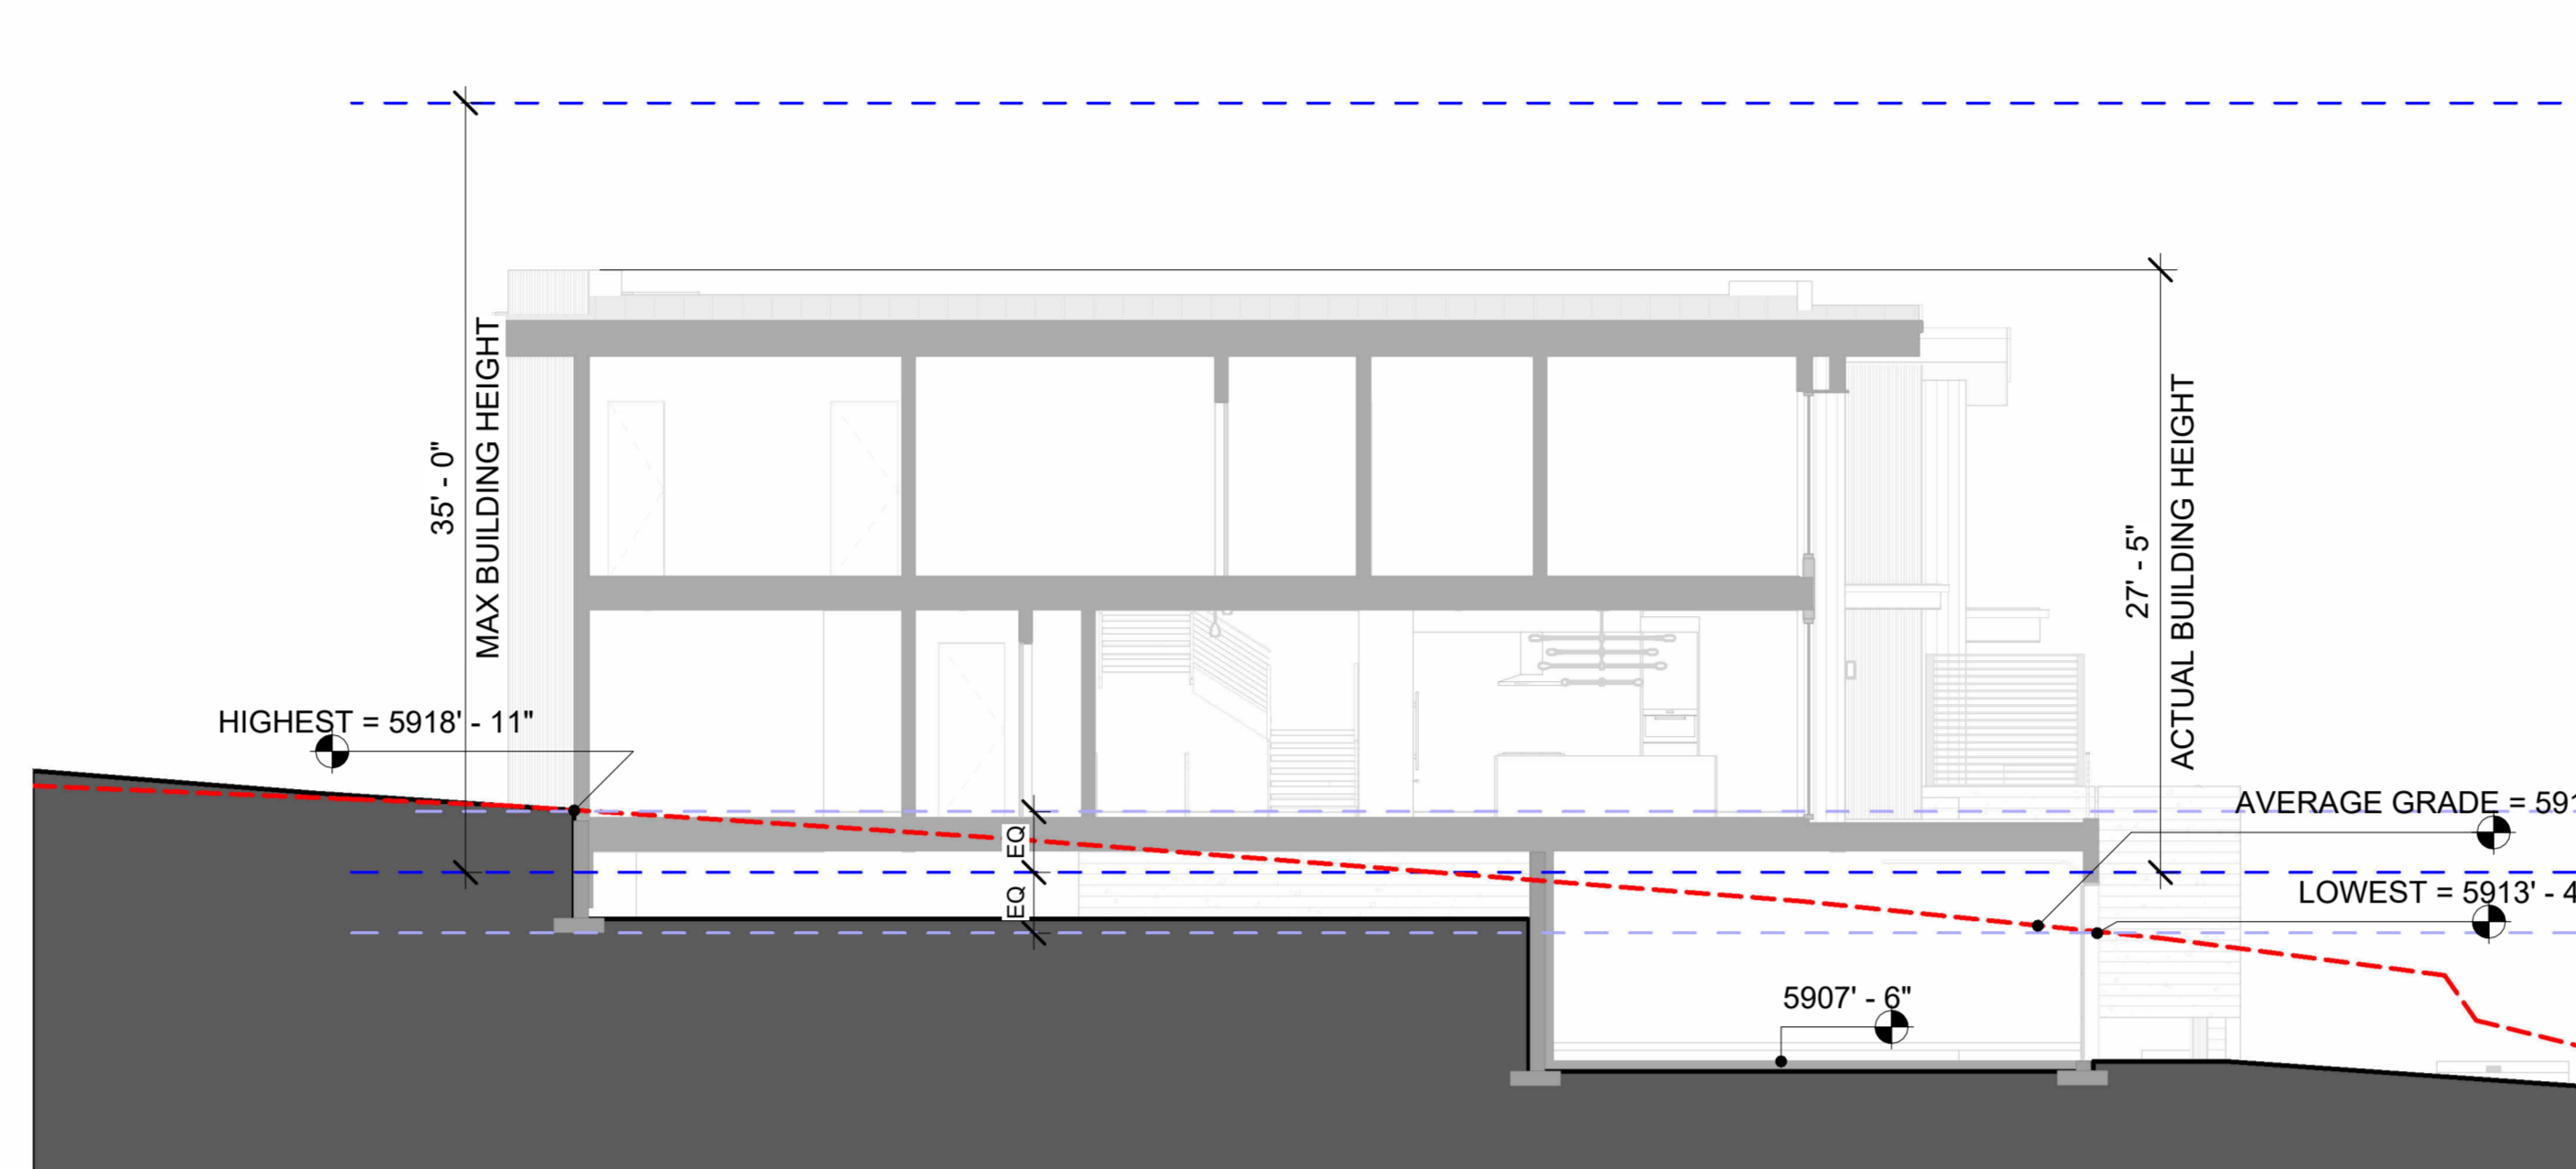 35' - 0"
MAX BUILDING HEIGHT
27' - 5"
ACTUAL BUILDING HEIGHT
HIGHEST = 5918' - 11"
AVERAGE GRADE = 591
EQ
EQ
LOWEST = 5913' - 4
5907' - 6"